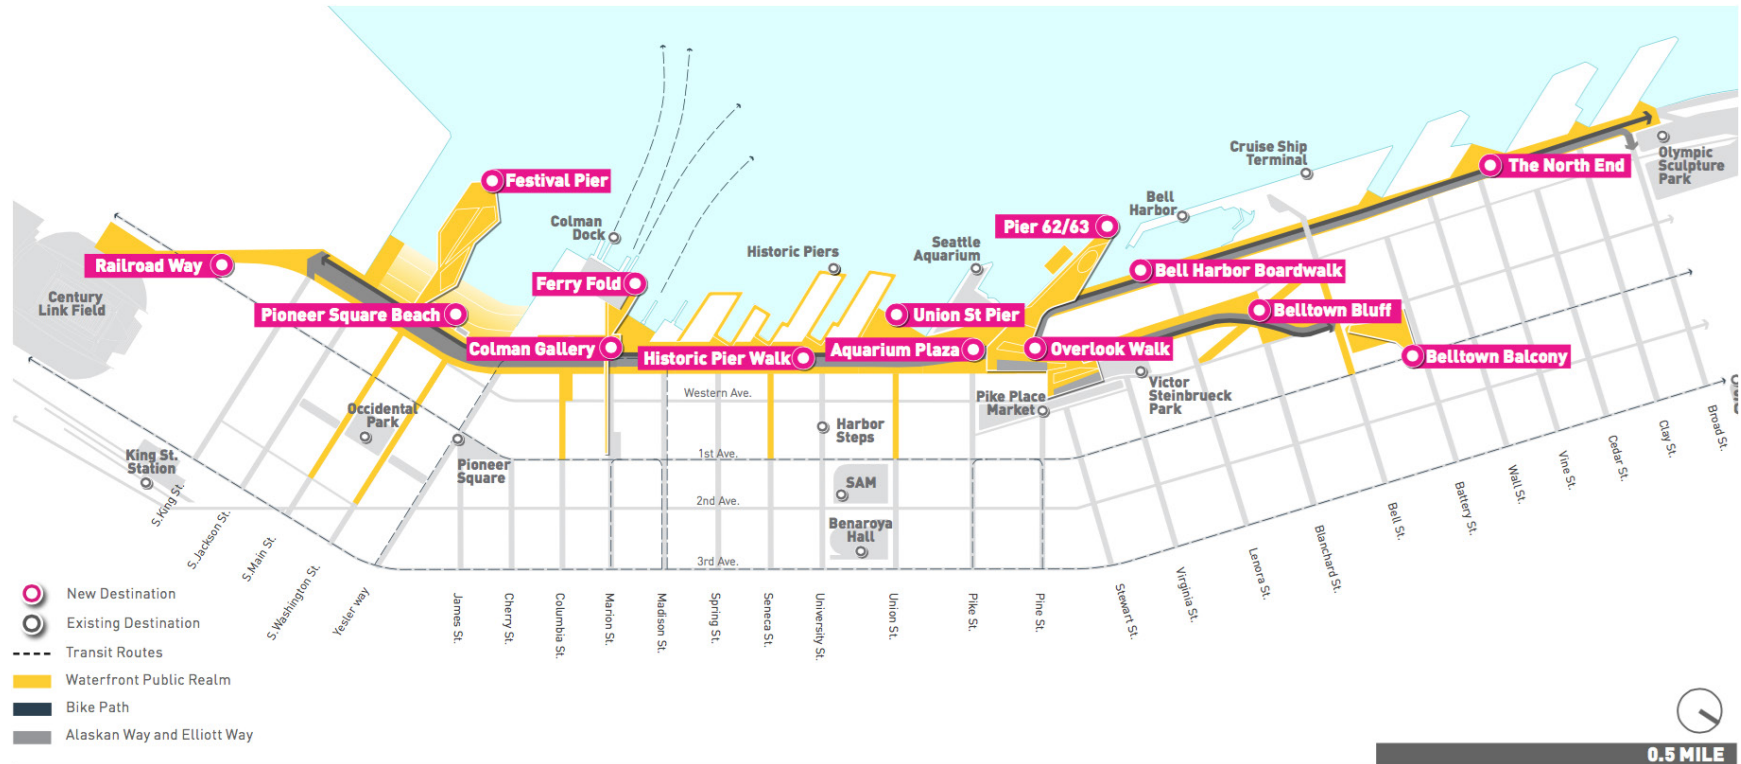 Festival Pier
Colman
Dock
Railroad Way
Century
Link Field
Pioneer Square Beach
Ferry Fold
Colman Gallery
Historic Piers
Historic Pier Walk
Seattle
Aquarium
Union St Pier
Aquarium Plaza
Pier 62/63
Bell
Harbor
Cruise Ship
Terminal
The North End
Olympic
Sculpture
Park
Bell Harbor Boardwalk
Belltown Bluff
Overlook Walk
Belltown Balcony
Victor
Steinbrueck
Park
Pike Place
Market
Western Ave.
Occidental
Park
Harbor
Steps
King St.
Station
Pioneer
Square
1st Ave.
SAM
2nd Ave.
Benaroya
Hall
3rd Ave.
S.King St.
S.Jackson St.
S.Main St.
S.Washington St.
Yesler way
James St.
Cherry St.
Columbia St.
Marion St.
Madison St.
Spring St.
Seneca St.
University St.
Union St.
Pike St.
Pine St.
Stewart St.
Virginia St.
Lenora St.
Blanchard St.
Bell St.
Battery St.
Wall St.
Vine St.
Cedar St.
Clay St.
Broad St.
New Destination
Existing Destination
Transit Routes
Waterfront Public Realm
Bike Path
Alaskan Way and Elliott Way
0.5 MILE